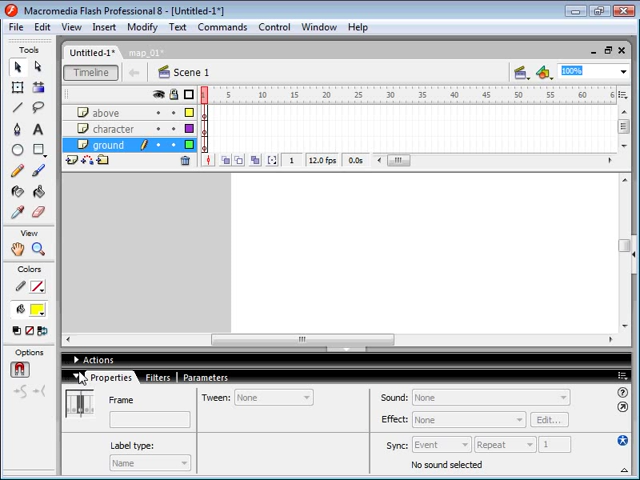 Macromedia Flash Professional 8 - [Untitled-1*]
File Edit View Insert Modify Text Commands Control Window Help
Tools
Untitled-1* map_01*
Timeline Scene 1 100%
1 5 10 15 20 25 30 35 40 45 50 55 60 6
above
character
ground
1 12.0 fps 0.0s
View
Colors
Options
Actions
Properties Filters Parameters
Frame Tween: None Sound: None
Effect: None Edit...
Label type: Sync: Event Repeat 1
Name No sound selected